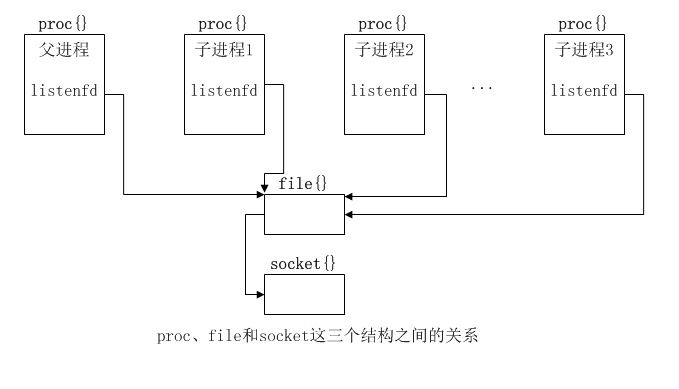 proc{} proc{} proc{} proc{}
父进程 子进程1 子进程2 子进程3
listenfd listenfd listenfd ... listenfd
file{}
socket{}
proc、file和socket这三个结构之间的关系